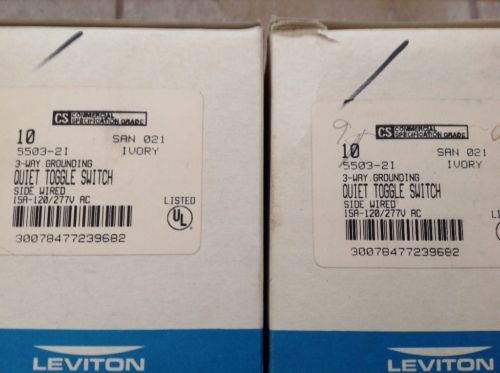 CS COMMERCIAL SPECIFICATION GRADE
10 SAN 021
5503-2I IVORY
3-WAY.GROUNDING
QUIET TOGGLE SWITCH
SIDE WIRED
15A-120/277V AC
LISTED
UL
30078477239682
LEVITON
CS COMMERCIAL SPECIFICATION GRADE
10 SAN 021
5503-2I IVORY
3-WAY.GROUNDING
QUIET TOGGLE SWITCH
SIDE WIRED
15A-120/277V AC
LI
30078477239682
LEVITON